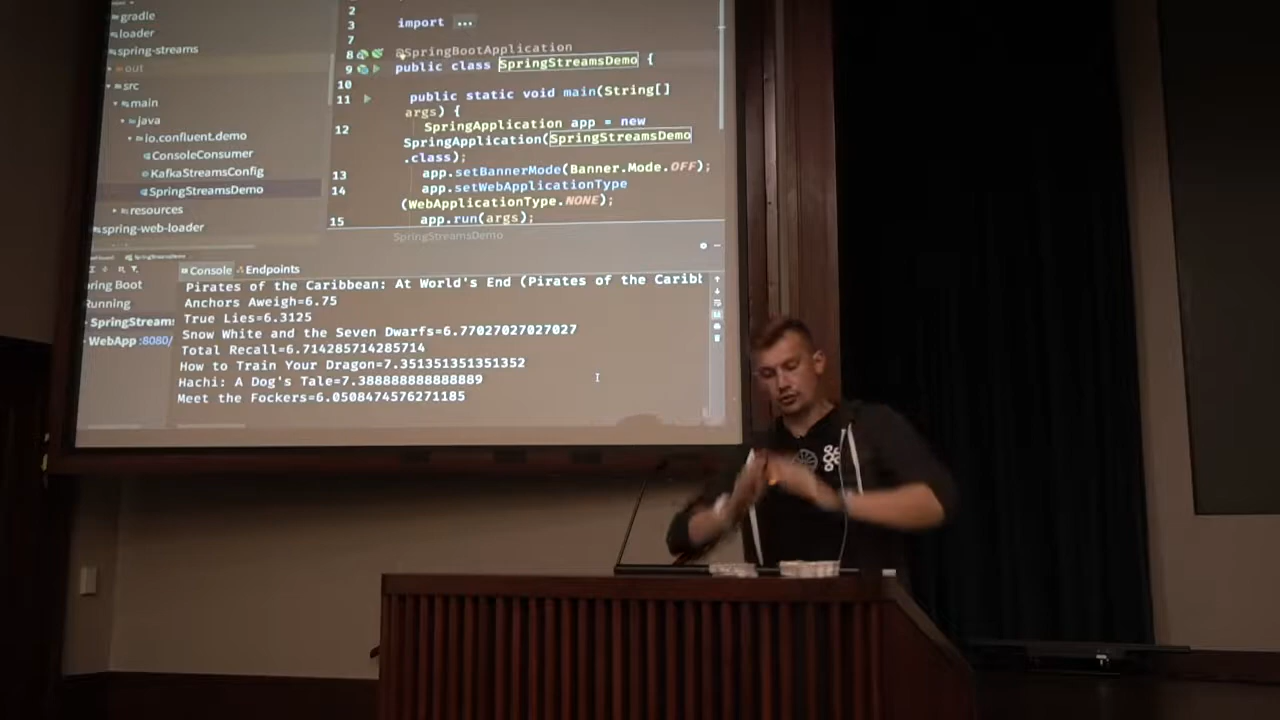 gradle
loader
spring-streams
out
src
main
java
io.confluent.demo
ConsoleConsumer
KafkaStreamsConfig
SpringStreamsDemo
resources
spring-web-loader
2
3 import ...
7
8 @SpringBootApplication
9 public class SpringStreamsDemo {
10
11 public static void main(String[]
args) {
12 SpringApplication app = new
SpringApplication(SpringStreamsDemo
.class);
13 app.setBannerMode(Banner.Mode.OFF);
14 app.setWebApplicationType
(WebApplicationType.NONE);
15 app.run(args);
SpringStreamsDemo
SpringStreamsDemo
Console Endpoints
ring Boot
Running
SpringStreams
WebApp :8080/
Pirates of the Caribbean: At World's End (Pirates of the Carib
Anchors Aweigh=6.75
True Lies=6.3125
Snow White and the Seven Dwarfs=6.77027027027027
Total Recall=6.714285714285714
How to Train Your Dragon=7.351351351351352
Hachi: A Dog's Tale=7.388888888888889
Meet the Fockers=6.0508474576271185